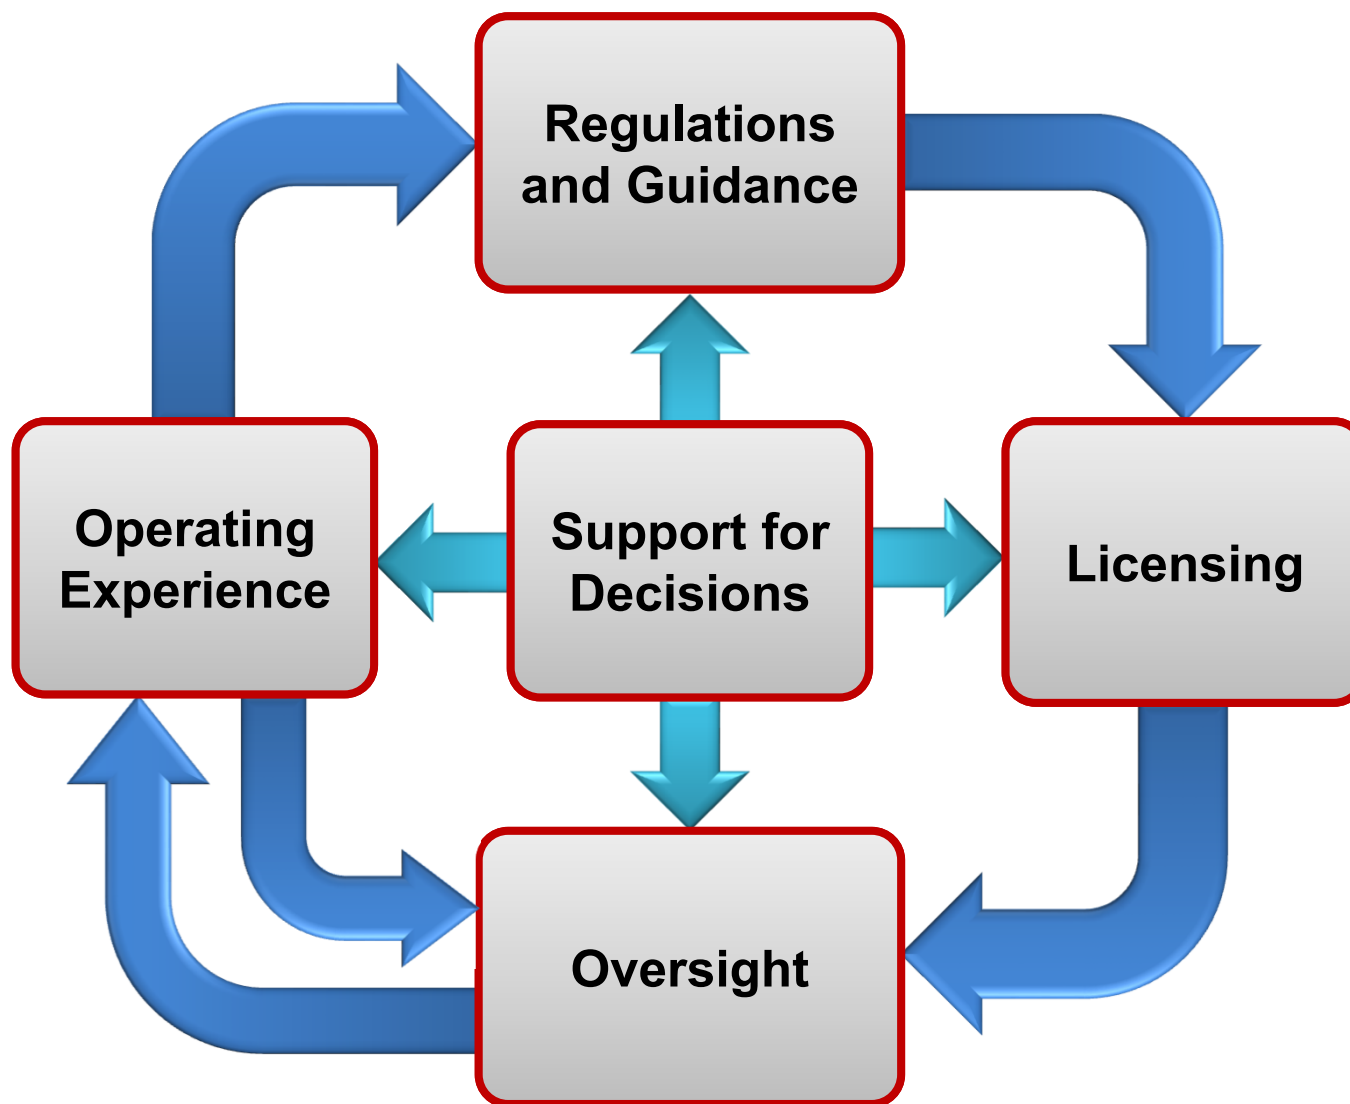 Regulations
and Guidance
Operating
Experience
Support for
Decisions
Licensing
Oversight